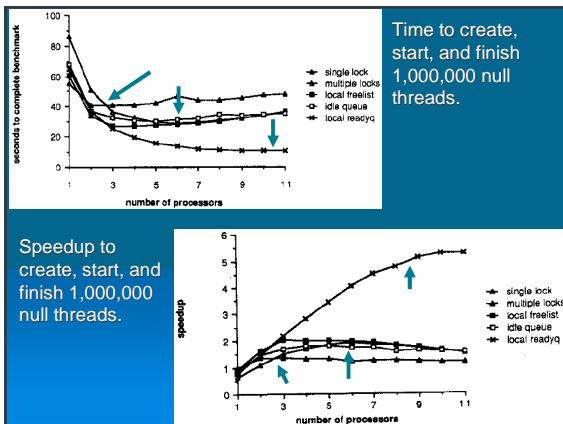 100
80
60
40
20
0
1 3 5 7 9 11
seconds to complete benchmark
number of processors
single lock
multiple locks
local freelist
idle queue
local readyq
Time to create,
start, and finish
1,000,000 null
threads.
Speedup to
create, start, and
finish 1,000,000
null threads.
6
5
4
3
2
1
0
1 3 5 7 9 11
speedup
number of processors
single lock
multiple locks
local freelist
idle queue
local readyq